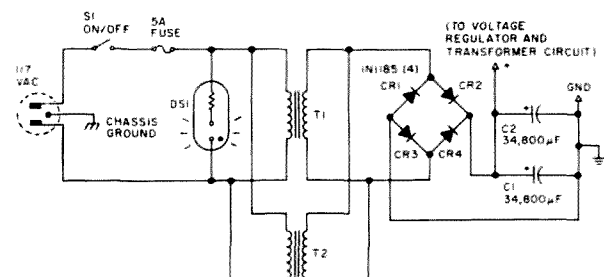 S1
ON/OFF
5A
FUSE
(TO VOLTAGE
REGULATOR AND
TRANSFORMER CIRCUIT)
+
GND
117
VAC
1N1185 (4)
CR1
CR2
DS1
T1
CHASSIS
GROUND
+
C2
34,800µF
CR3
CR4
+
C1
34,800µF
T2